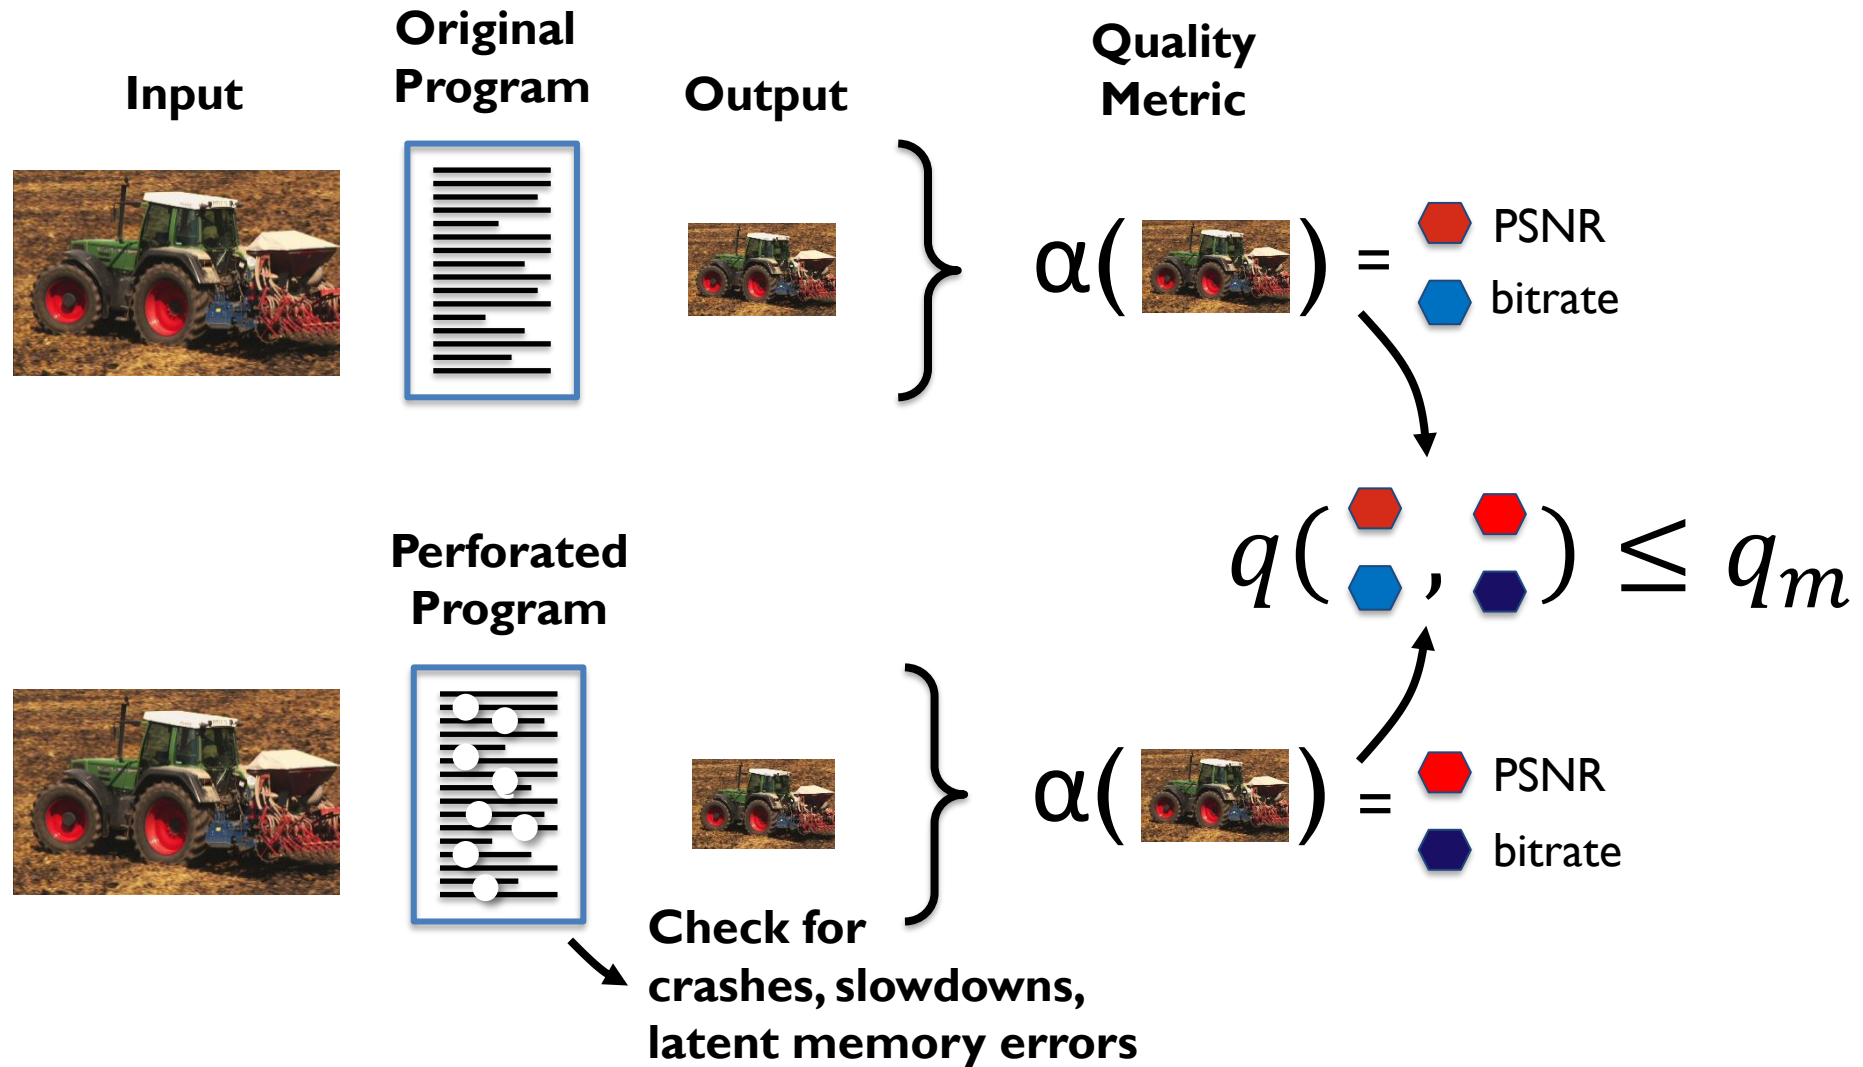 Input
Original
Program
Output
Quality
Metric
α( ) =
PSNR
bitrate
q( , ) ≤ qₘ
Perforated
Program
α( ) =
PSNR
bitrate
Check for
crashes, slowdowns,
latent memory errors